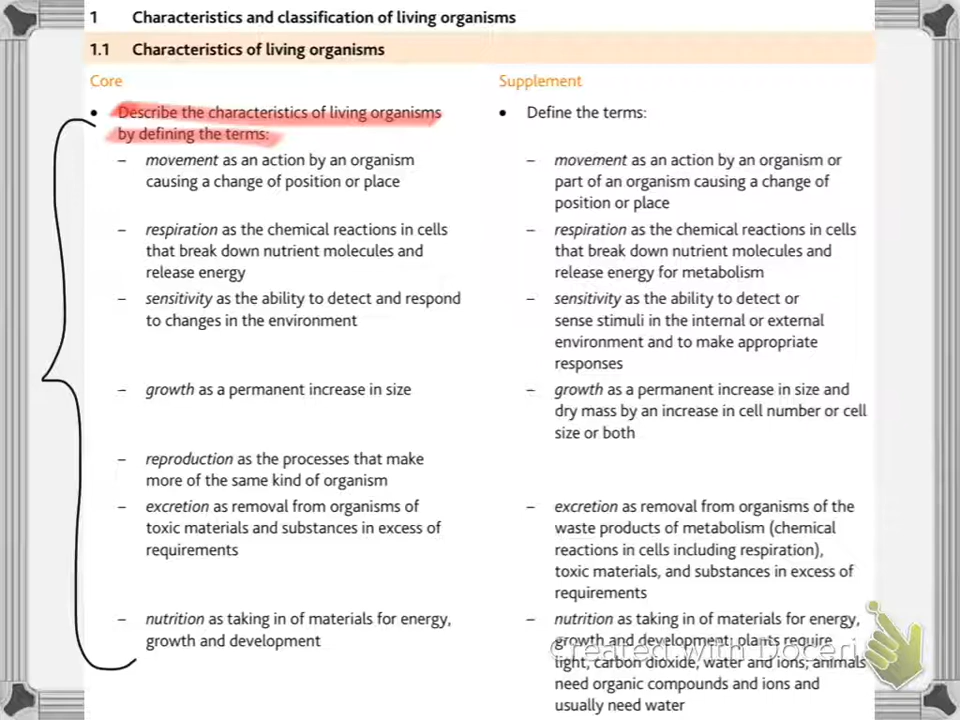 1 Characteristics and classification of living organisms
1.1 Characteristics of living organisms
Core
• Describe the characteristics of living organisms
by defining the terms:
– movement as an action by an organism
causing a change of position or place
– respiration as the chemical reactions in cells
that break down nutrient molecules and
release energy
– sensitivity as the ability to detect and respond
to changes in the environment
– growth as a permanent increase in size
– reproduction as the processes that make
more of the same kind of organism
– excretion as removal from organisms of
toxic materials and substances in excess of
requirements
– nutrition as taking in of materials for energy,
growth and development
Supplement
• Define the terms:
– movement as an action by an organism or
part of an organism causing a change of
position or place
– respiration as the chemical reactions in cells
that break down nutrient molecules and
release energy for metabolism
– sensitivity as the ability to detect or
sense stimuli in the internal or external
environment and to make appropriate
responses
– growth as a permanent increase in size and
dry mass by an increase in cell number or cell
size or both
– excretion as removal from organisms of the
waste products of metabolism (chemical
reactions in cells including respiration),
toxic materials, and substances in excess of
requirements
– nutrition as taking in of materials for energy,
growth and development; plants require
light, carbon dioxide, water and ions; animals
need organic compounds and ions and
usually need water
Created with Doceri